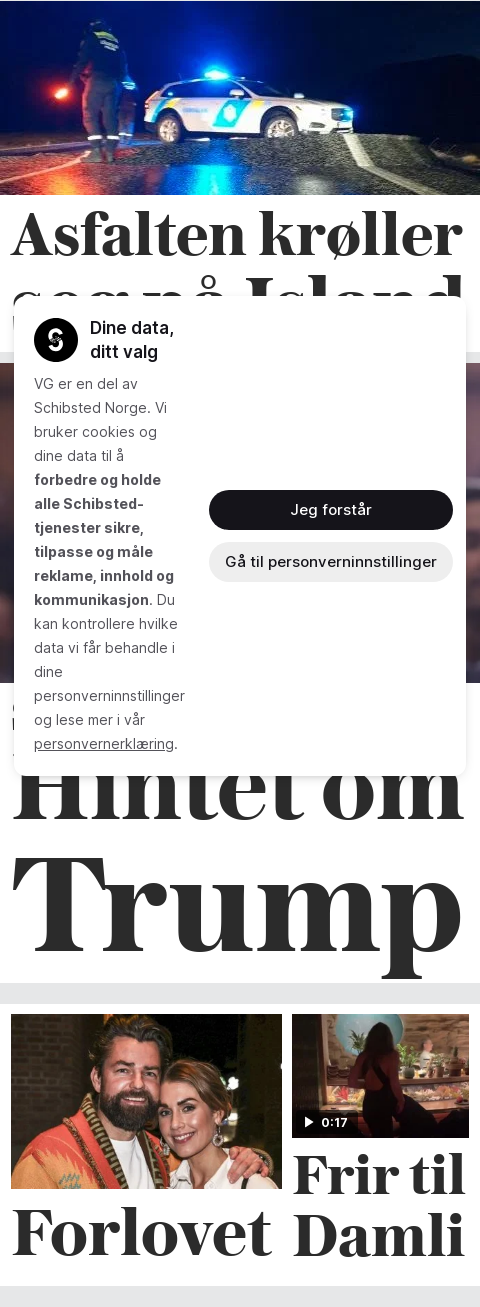 Asfalten krøller
seg på Island
Dine data,
ditt valg
VG er en del av
Schibsted Norge. Vi
bruker cookies og
dine data til å
forbedre og holde
alle Schibsted-
tjenester sikre,
tilpasse og måle
reklame, innhold og
kommunikasjon. Du
kan kontrollere hvilke
data vi får behandle i
dine
personverninnstillinger
og lese mer i vår
personvernerklæring.
Jeg forstår
Gå til personverninnstillinger
Hintet om
Trump
Forlovet
0:17
Frir til
Damli